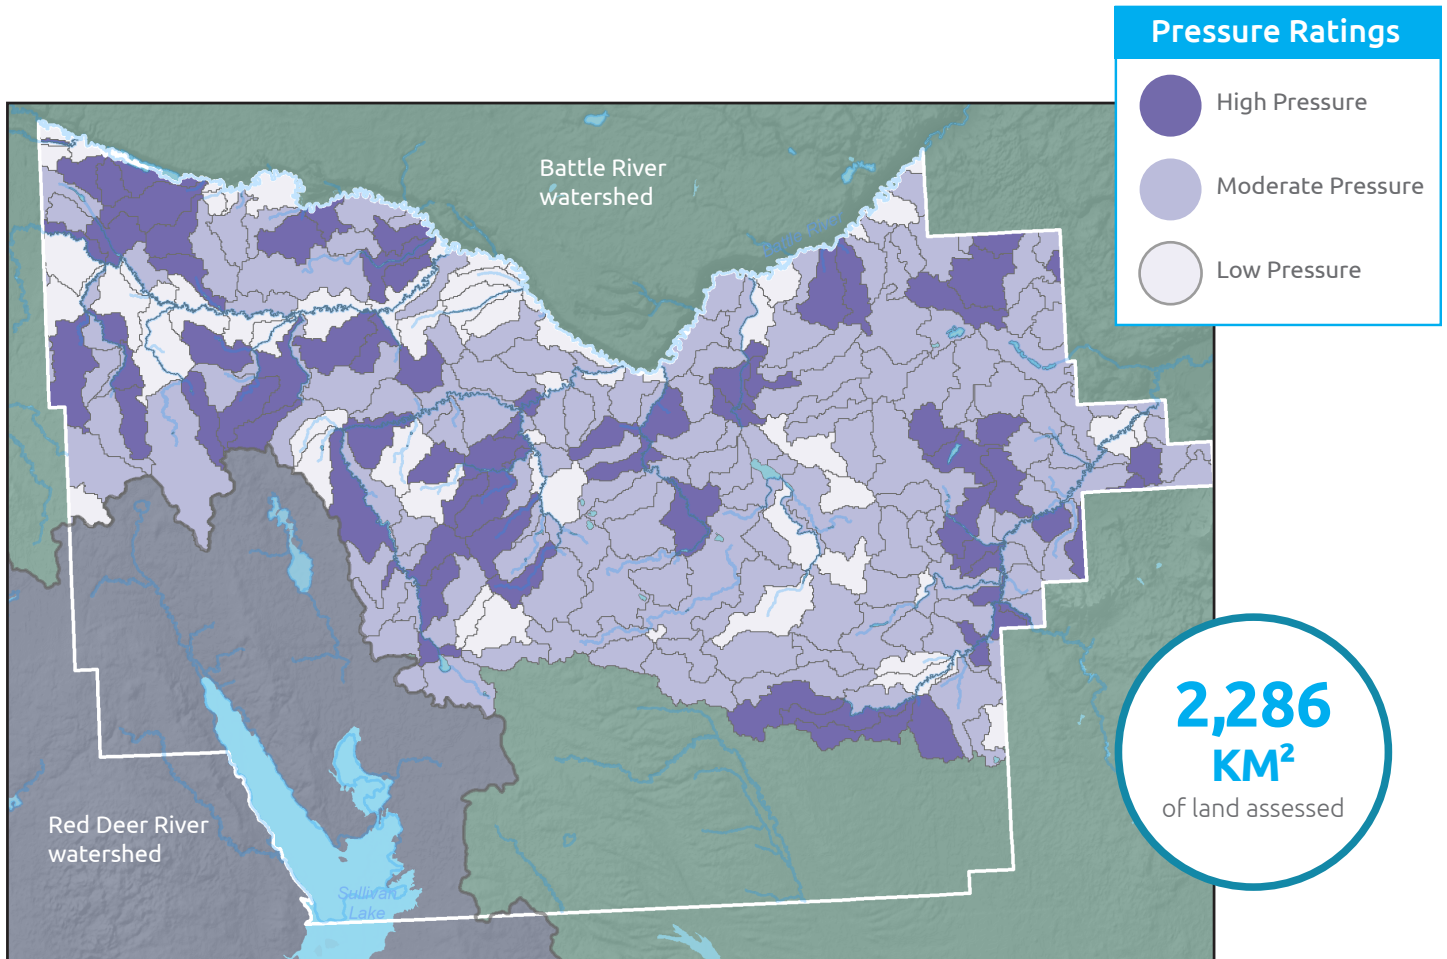 Pressure Ratings
High Pressure
Moderate Pressure
Low Pressure
Battle River
watershed
2,286
KM²
of land assessed
Red Deer River
watershed
Sullivan
Lake